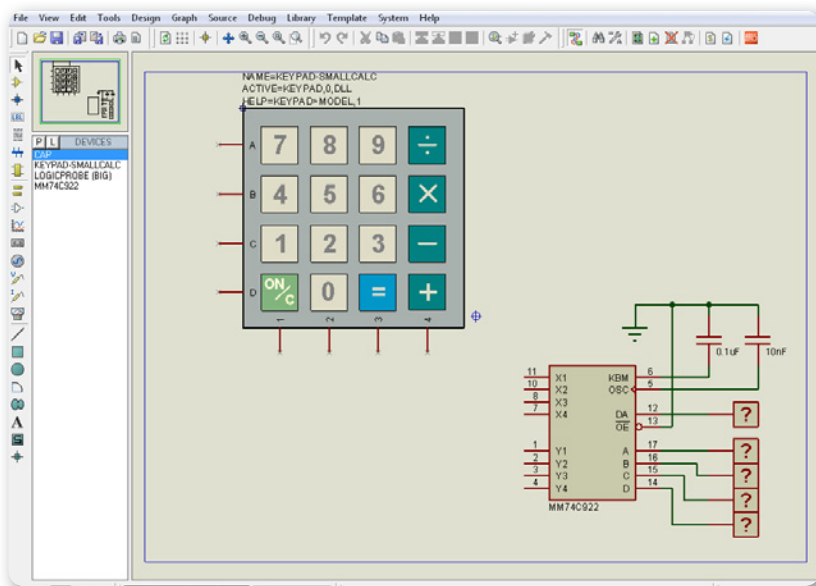 File View Edit Tools Design Graph Source Debug Library Template System Help
P L DEVICES
CAP
KEYPAD-SMALLCALC
LOGICPROBE (BIG)
MM74C922
NAME=KEYPAD-SMALLCALC
ACTIVE=KEYPAD,0,DLL
HELP=KEYPAD=MODEL,1
A 7 8 9 ÷
B 4 5 6 ×
C 1 2 3 −
D ON/C 0 = +
1 2 3 4
0.1uF 10nF
11 X1 KBM 6
10 X2 OSC 5
8 X3
7 X4 DA 12 ?
OE 13
1 Y1 A 17 ?
2 Y2 B 16 ?
3 Y3 C 15 ?
4 Y4 D 14 ?
MM74C922